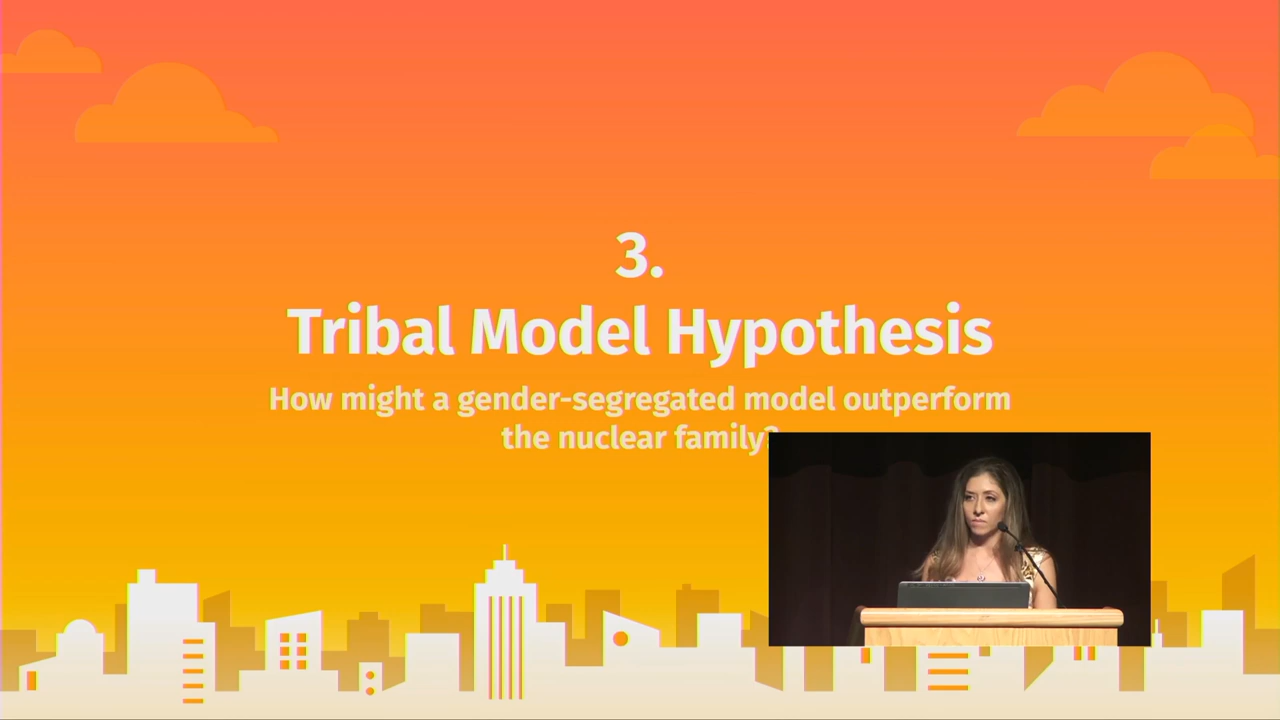 3.
Tribal Model Hypothesis
How might a gender-segregated model outperform
the nuclear family?